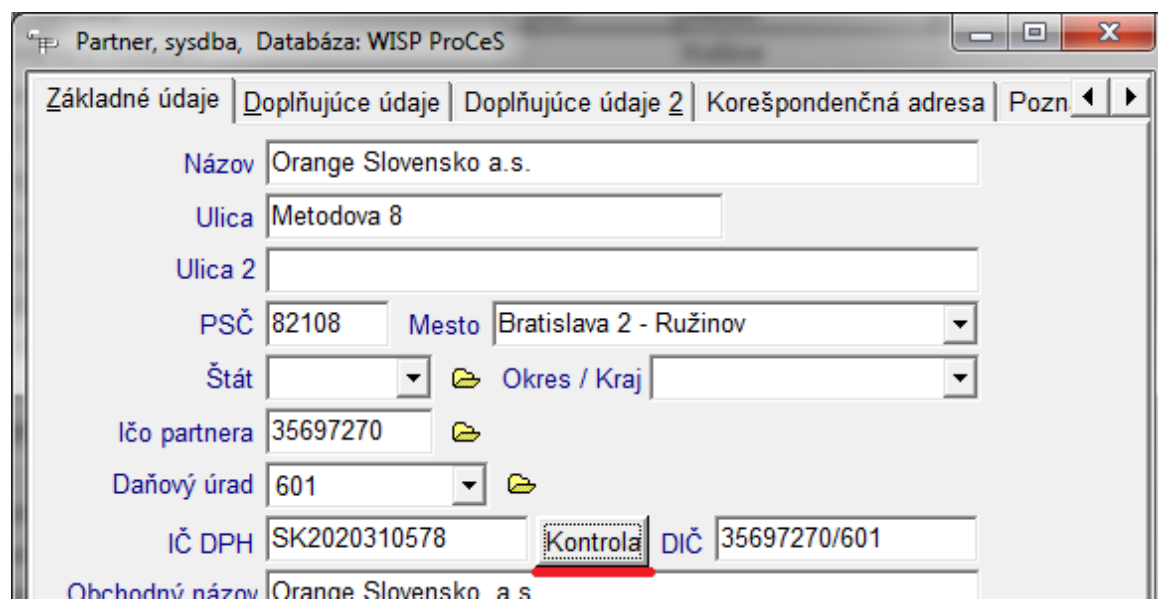 Partner, sysdba, Databáza: WISP ProCeS
Základné údaje Doplňujúce údaje Doplňujúce údaje 2 Korešpondenčná adresa Pozn
Názov Orange Slovensko a.s.
Ulica Metodova 8
Ulica 2
PSČ 82108 Mesto Bratislava 2 - Ružinov
Štát Okres / Kraj
Ičo partnera 35697270
Daňový úrad 601
IČ DPH SK2020310578 Kontrola DIČ 35697270/601
Obchodný názov Orange Slovensko a.s